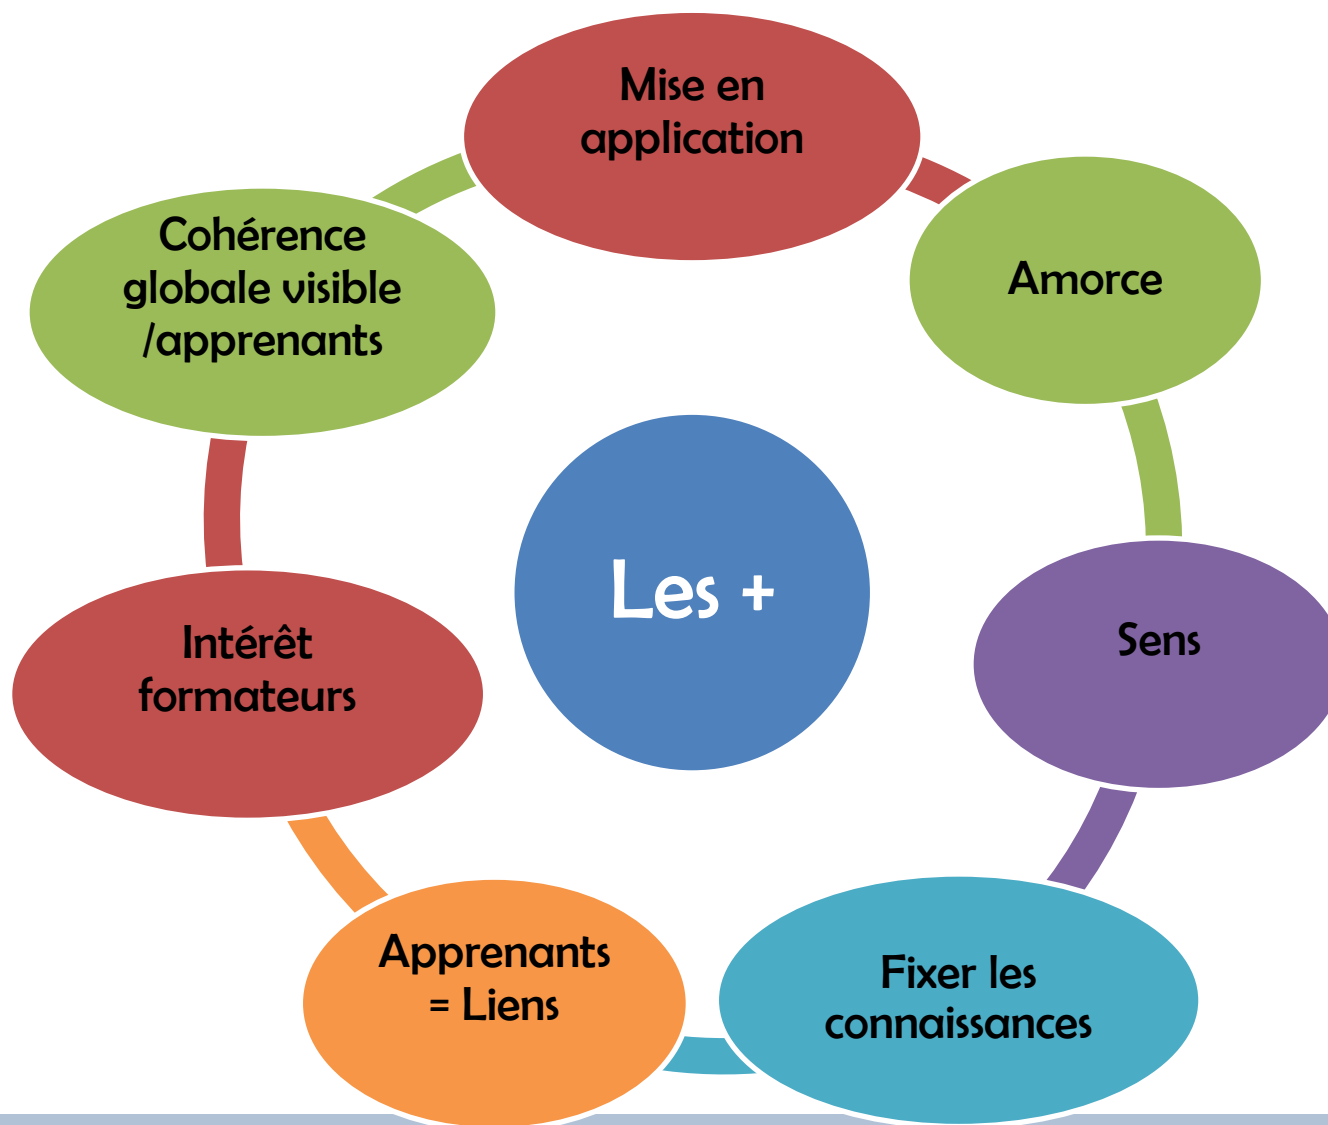 Mise en
application
Amorce
Sens
Fixer les
connaissances
Apprenants
= Liens
Intérêt
formateurs
Cohérence
globale visible
/apprenants
Les +